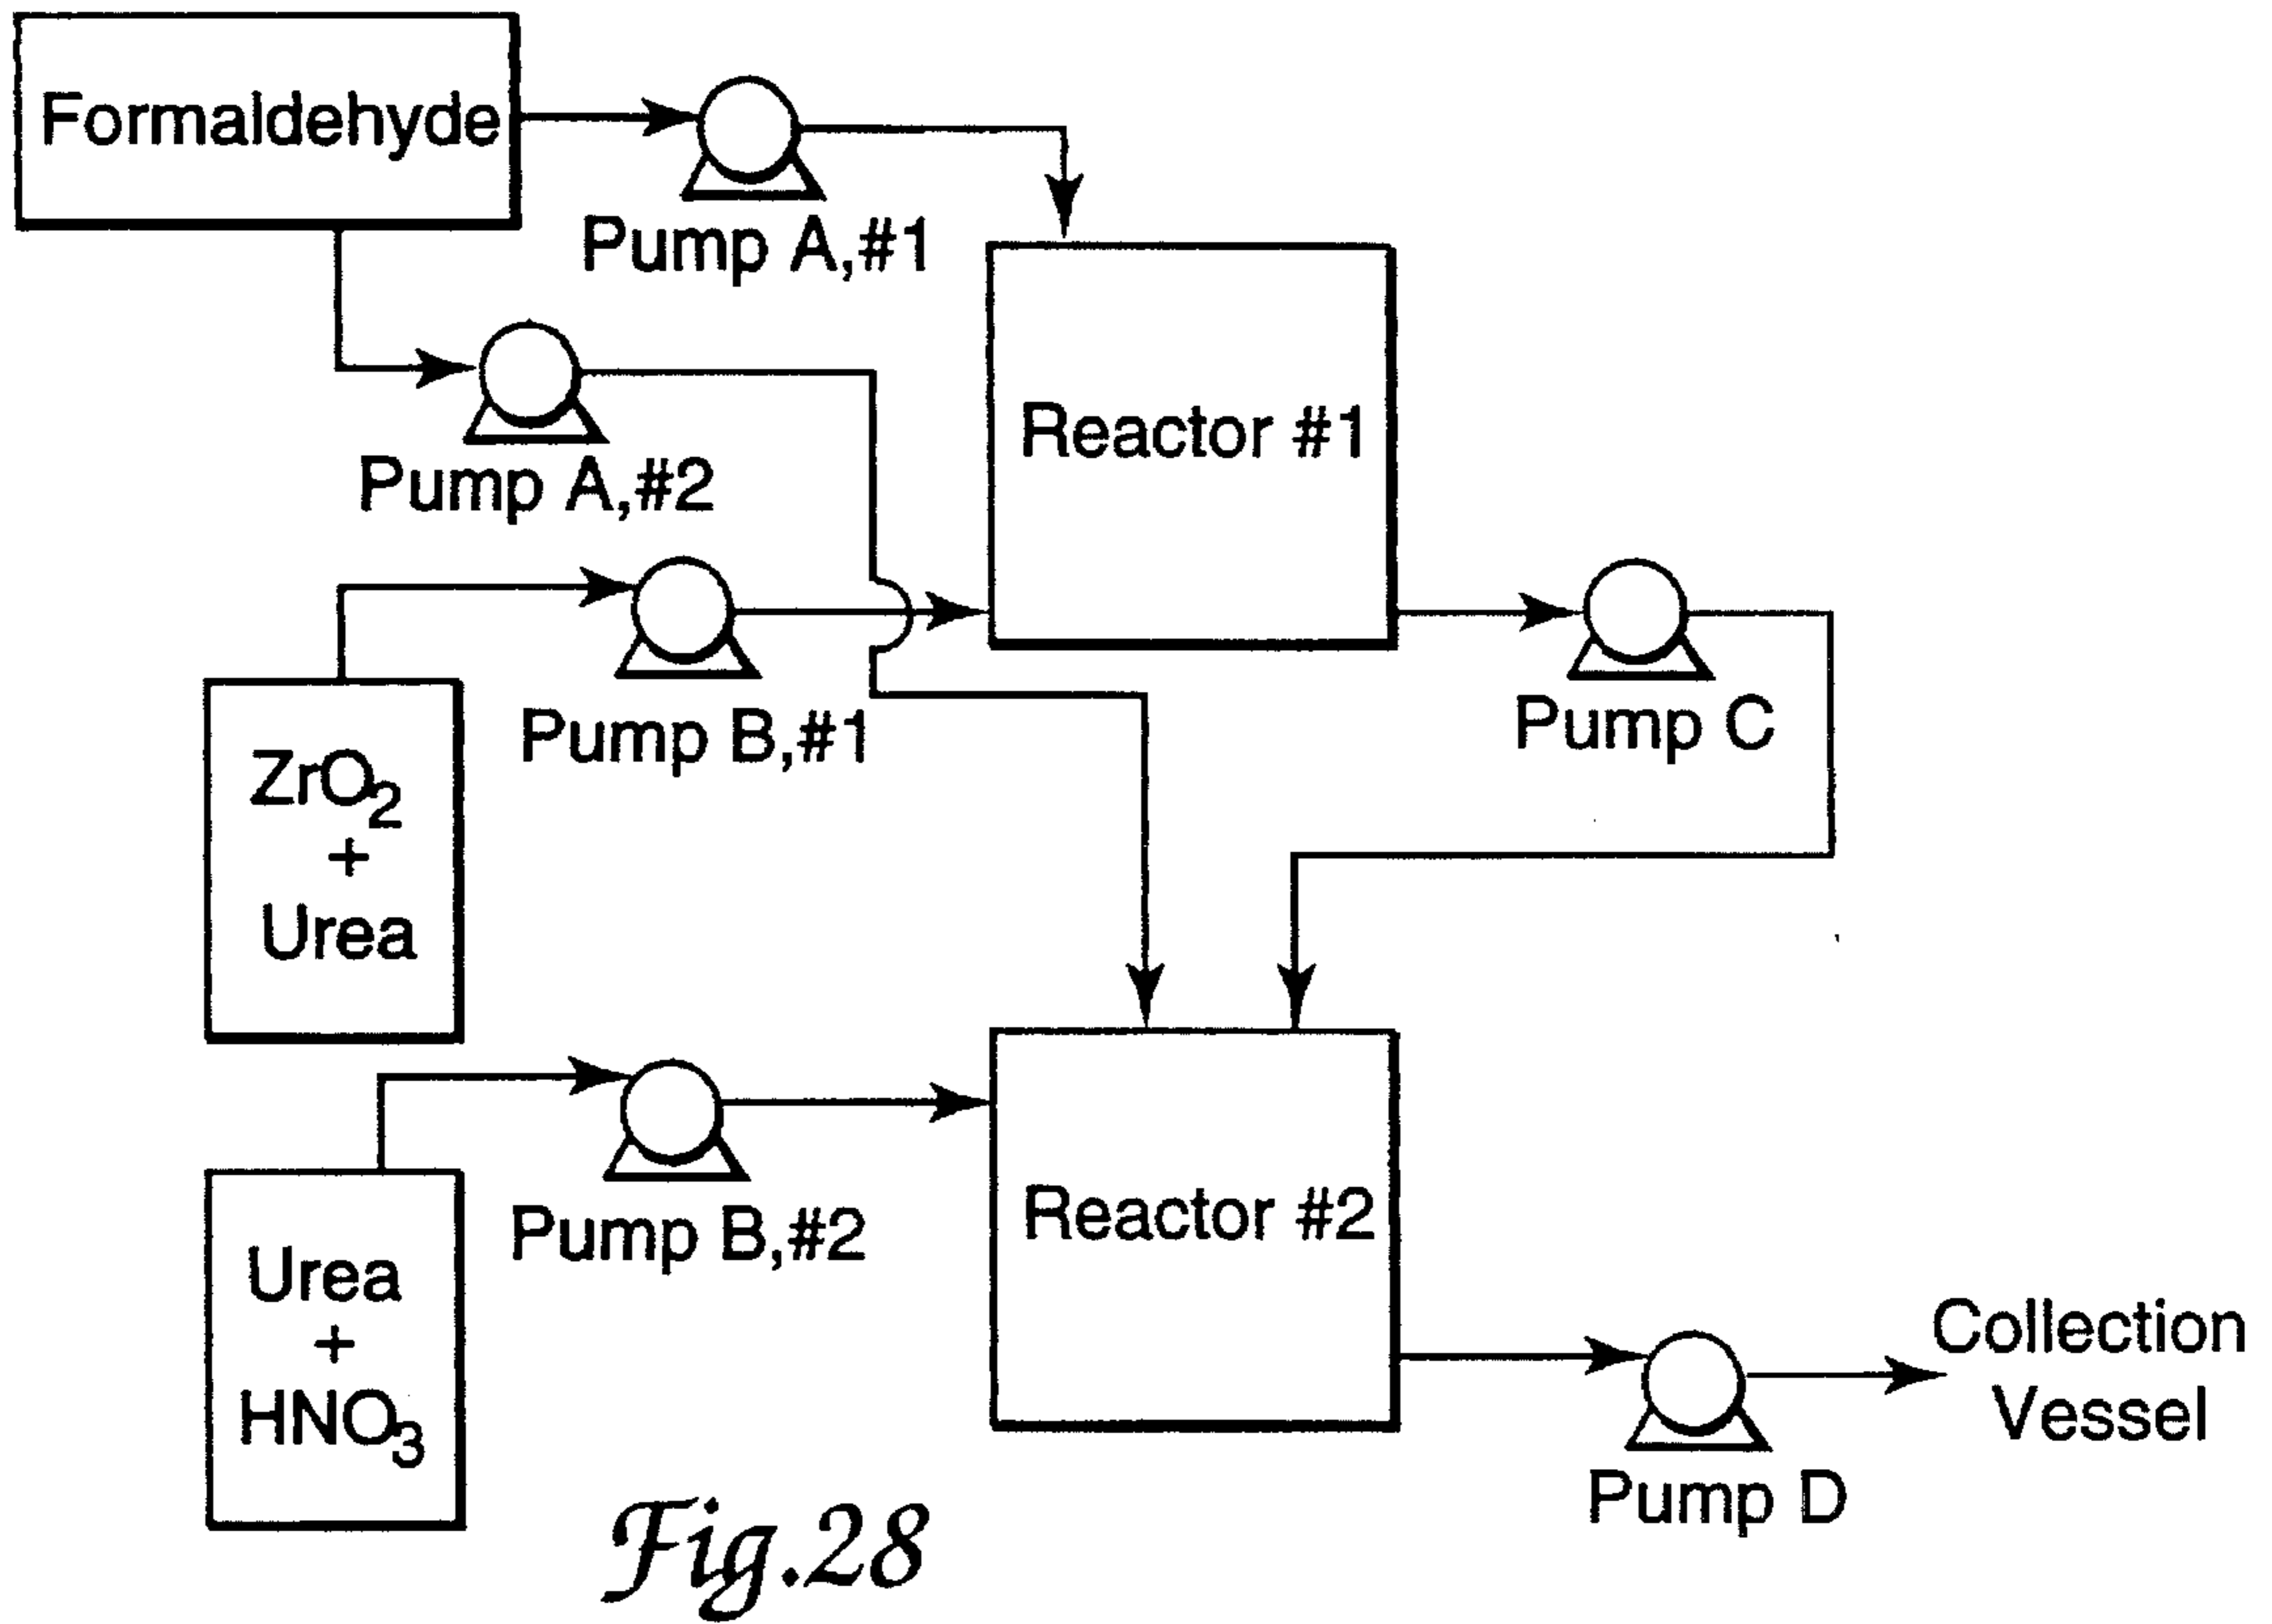 Formaldehyde
Pump A,#1
Reactor #1
Pump A,#2
Pump B,#1
Pump C
ZrO₂
+
Urea
Pump B,#2
Reactor #2
Urea
+
HNO₃
Collection
Vessel
Pump D
Fig.28